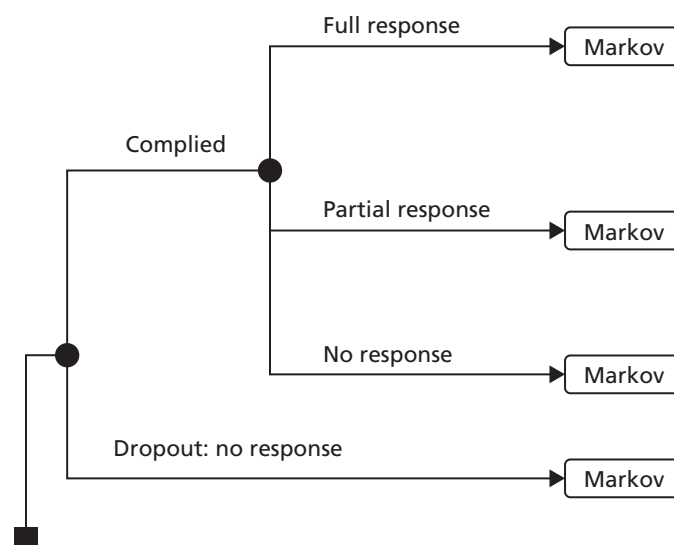 Full response
Markov
Complied
Partial response
Markov
No response
Markov
Dropout: no response
Markov